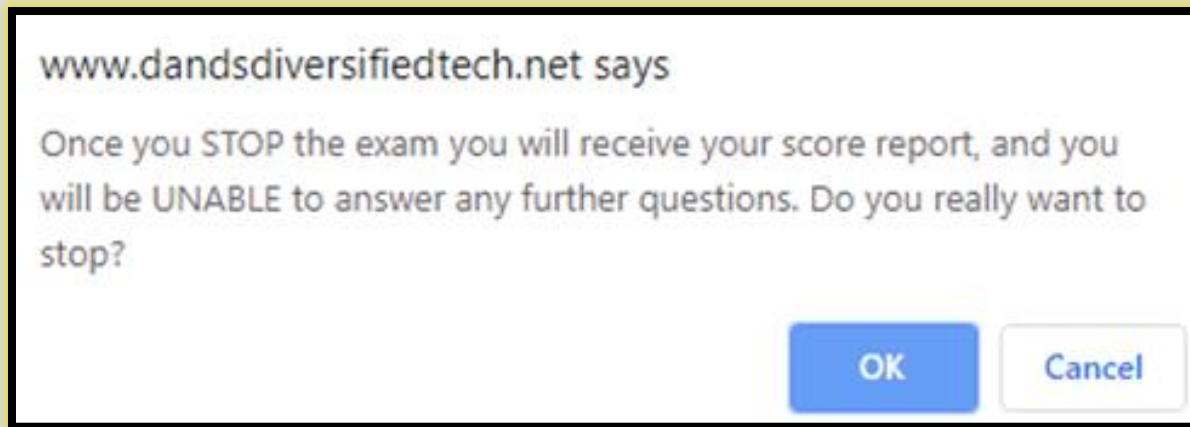 www.dandsdiversifiedtech.net says
Once you STOP the exam you will receive your score report, and you
will be UNABLE to answer any further questions. Do you really want to
stop?
OK
Cancel